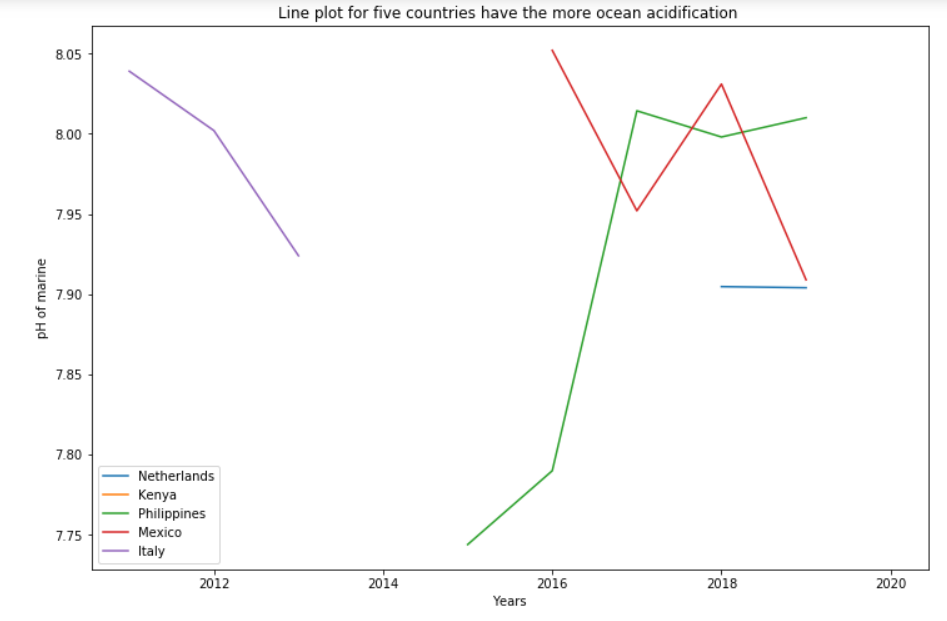 Line plot for five countries have the more ocean acidification
8.05
8.00
7.95
7.90
7.85
7.80
7.75
pH of marine
Netherlands
Kenya
Philippines
Mexico
Italy
2012 2014 2016 2018 2020
Years